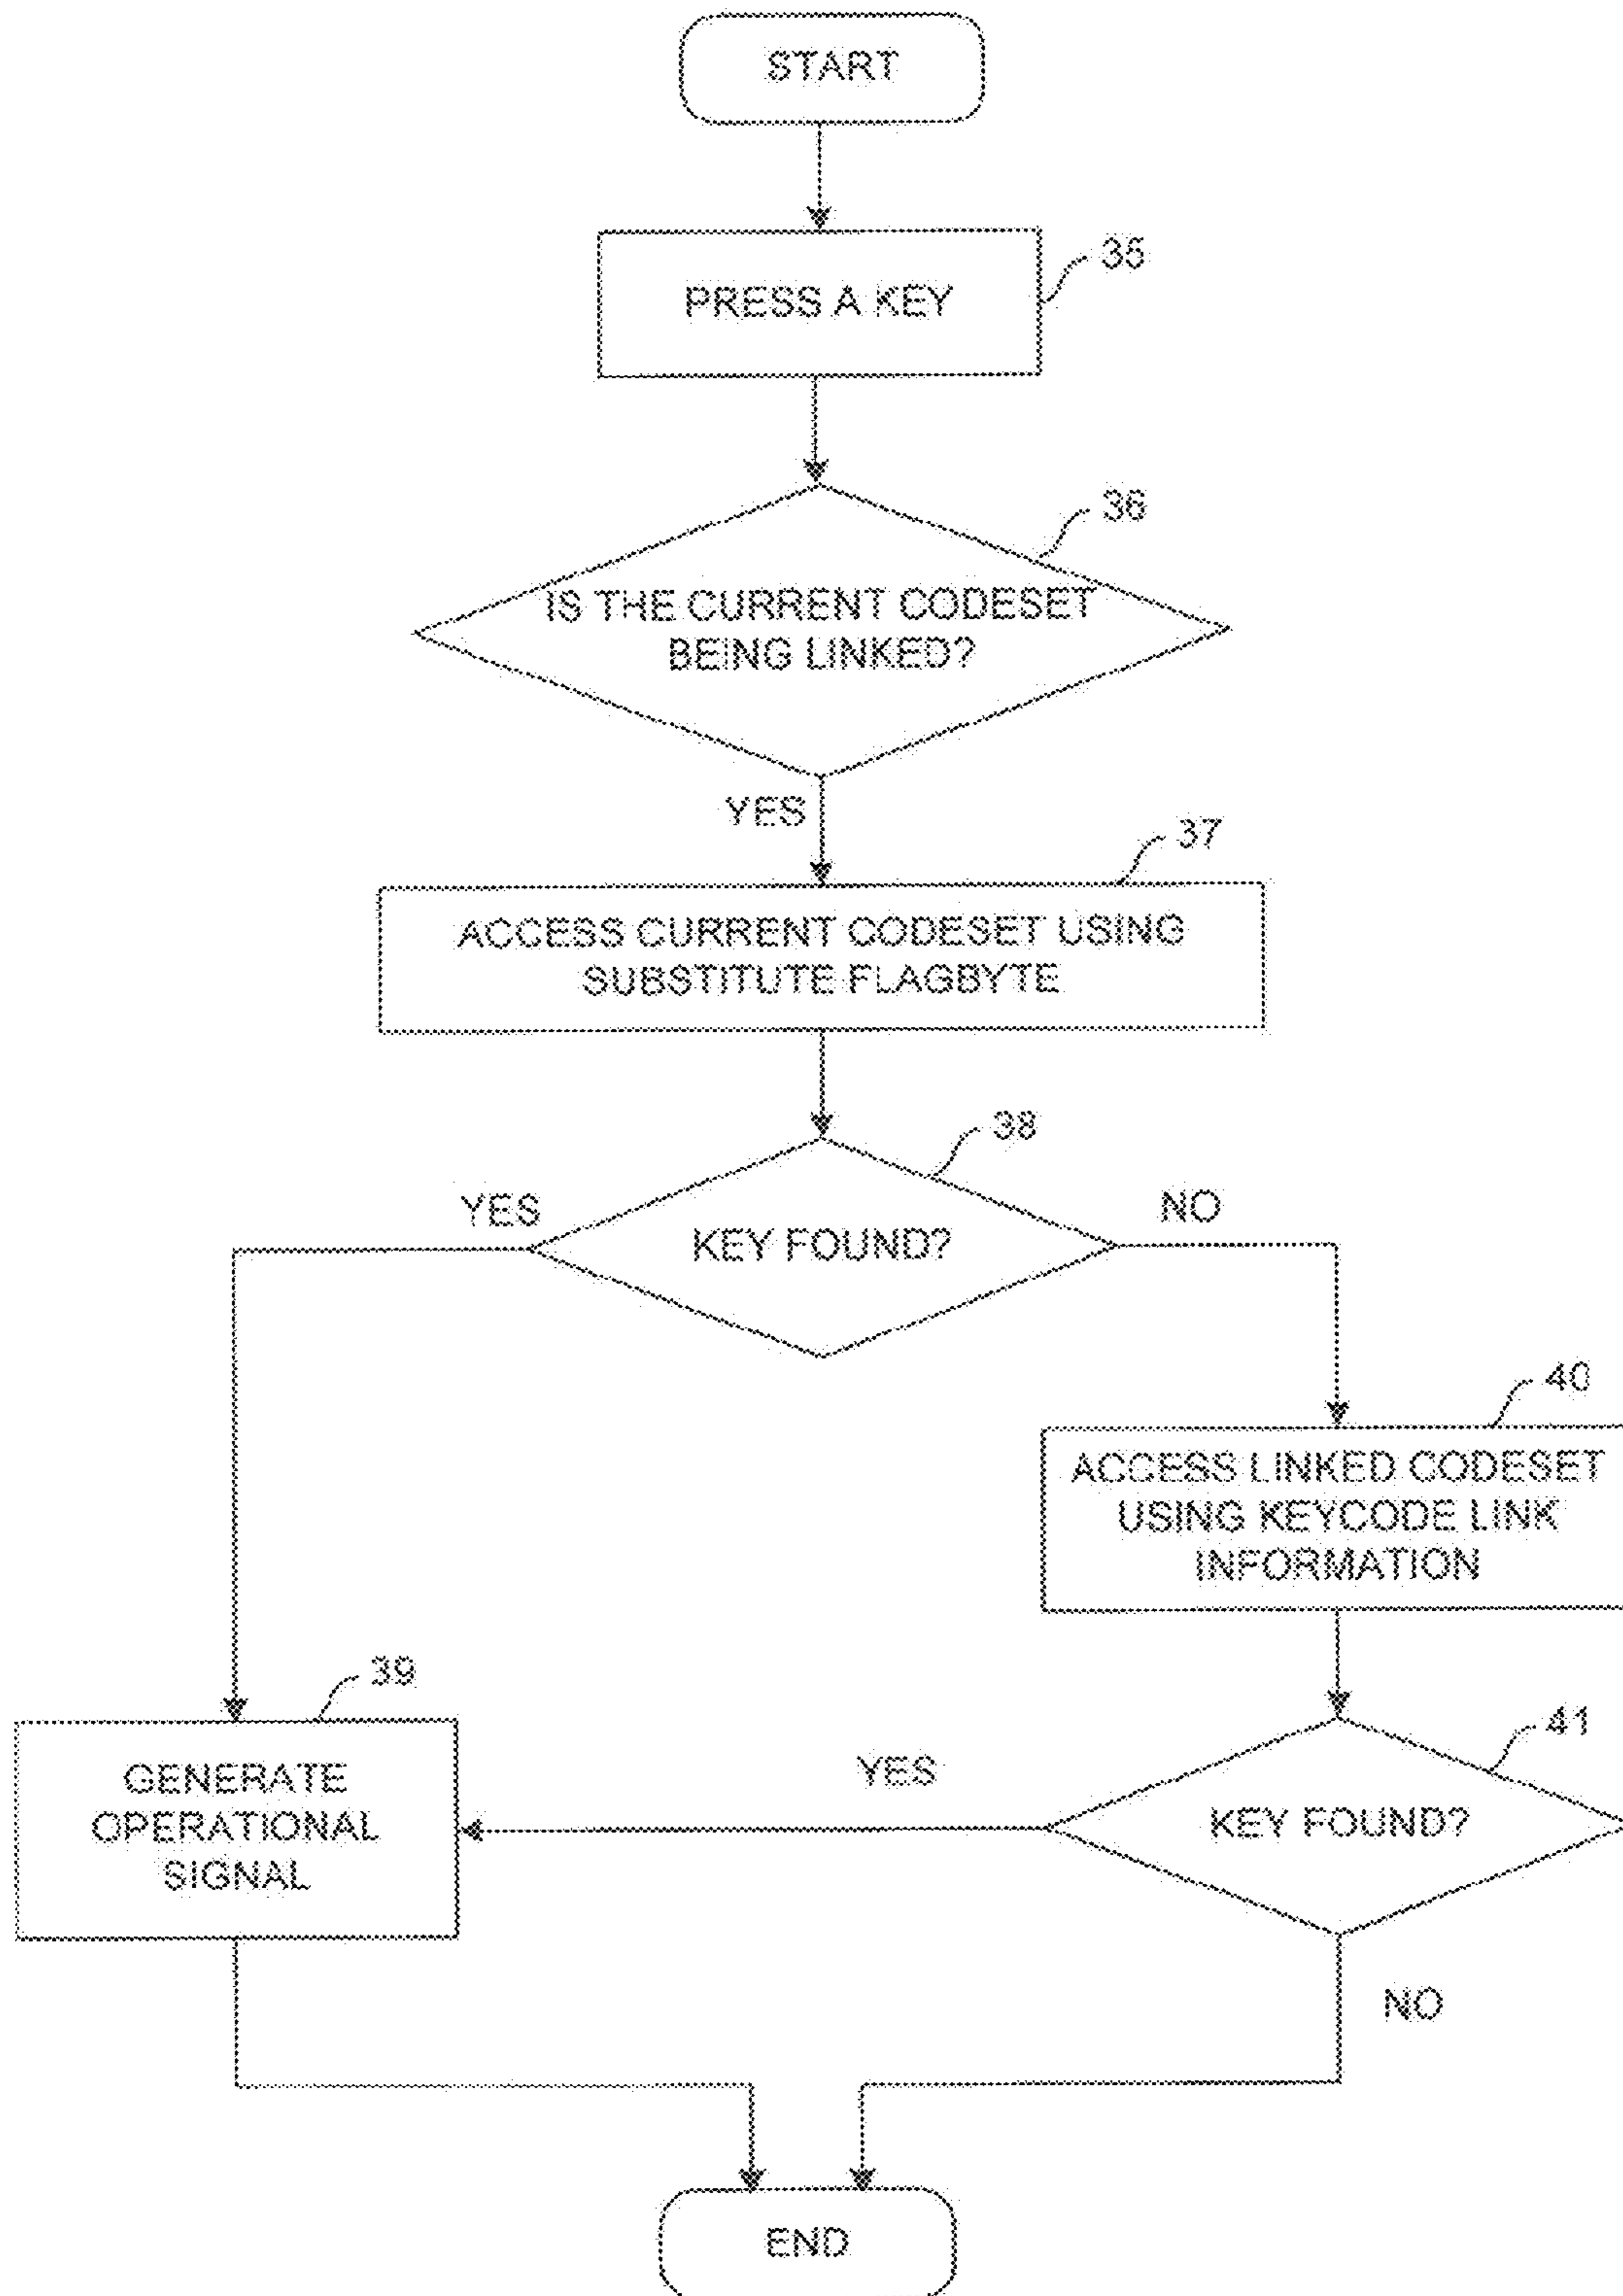 START
PRESS A KEY
35
36
IS THE CURRENT CODESET
BEING LINKED?
YES
37
ACCESS CURRENT CODESET USING
SUBSTITUTE FLAGBYTE
38
YES
NO
KEY FOUND?
40
ACCESS LINKED CODESET
USING KEYCODE LINK
INFORMATION
39
GENERATE
OPERATIONAL
SIGNAL
YES
41
KEY FOUND?
NO
END